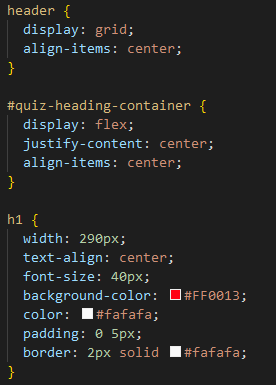 header {
  display: grid;
  align-items: center;
}

#quiz-heading-container {
  display: flex;
  justify-content: center;
  align-items: center;
}

h1 {
  width: 290px;
  text-align: center;
  font-size: 40px;
  background-color: #FF0013;
  color: #fafafa;
  padding: 0 5px;
  border: 2px solid #fafafa;
}